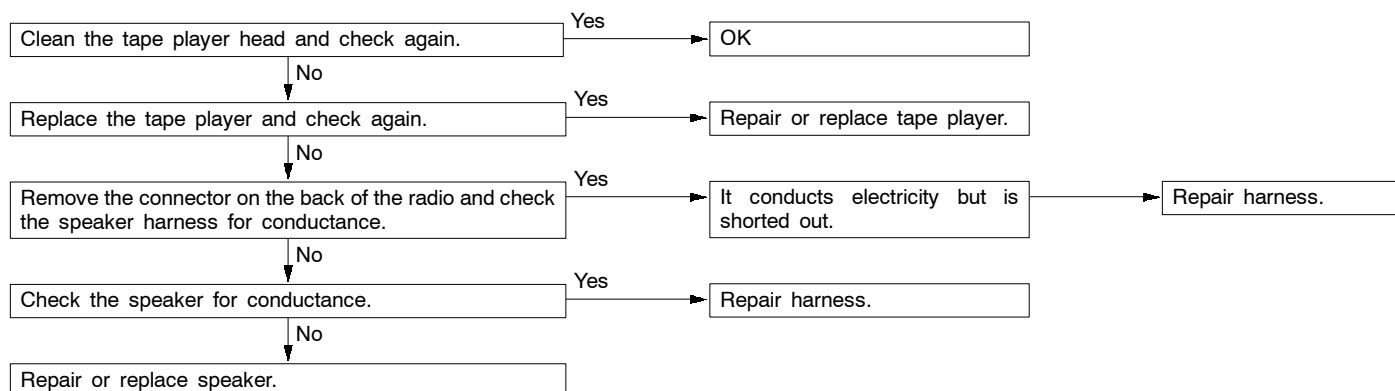 Clean the tape player head and check again.
Yes
OK
No
Replace the tape player and check again.
Yes
Repair or replace tape player.
No
Remove the connector on the back of the radio and check
the speaker harness for conductance.
Yes
It conducts electricity but is
shorted out.
Repair harness.
No
Check the speaker for conductance.
Yes
Repair harness.
No
Repair or replace speaker.